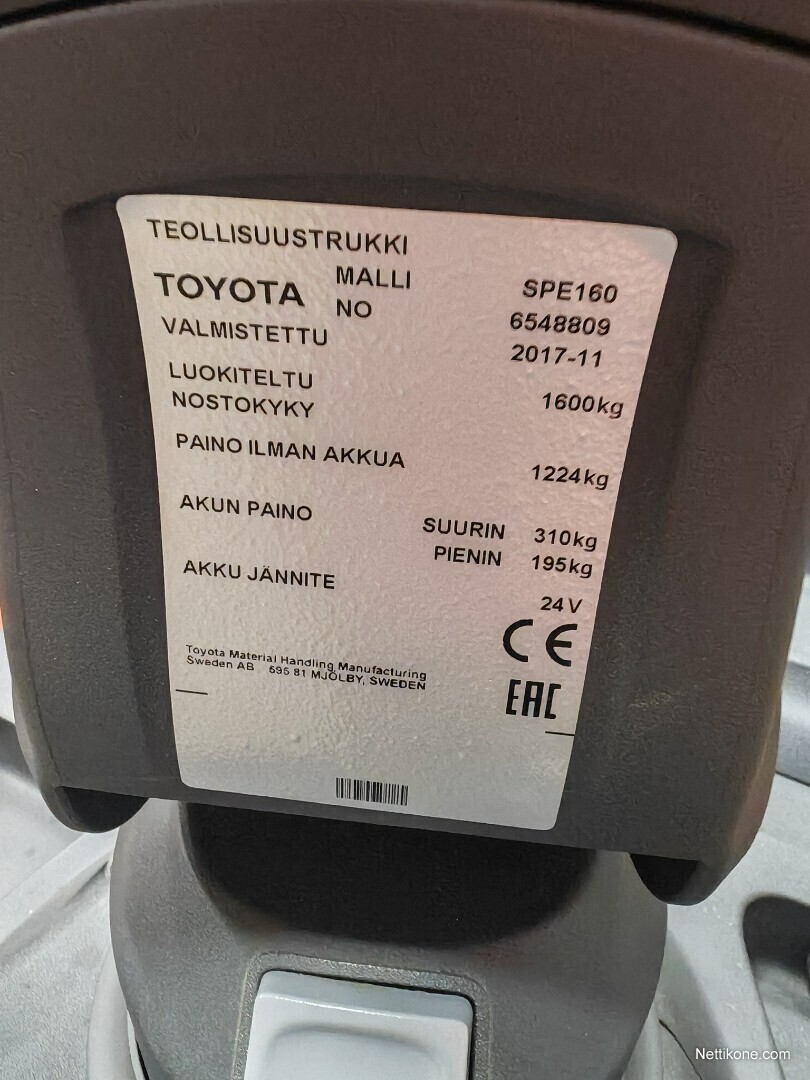 TEOLLISUUSTRUKKI
TOYOTA MALLI SPE160
NO 6548809
VALMISTETTU 2017-11
LUOKITELTU
NOSTOKYKY 1600kg
PAINO ILMAN AKKUA 1224kg
AKUN PAINO SUURIN 310kg
PIENIN 195kg
AKKU JÄNNITE 24V
CE
Toyota Material Handling Manufacturing
Sweden AB 595 81 MJÖLBY, SWEDEN
EAC
Nettikone.com